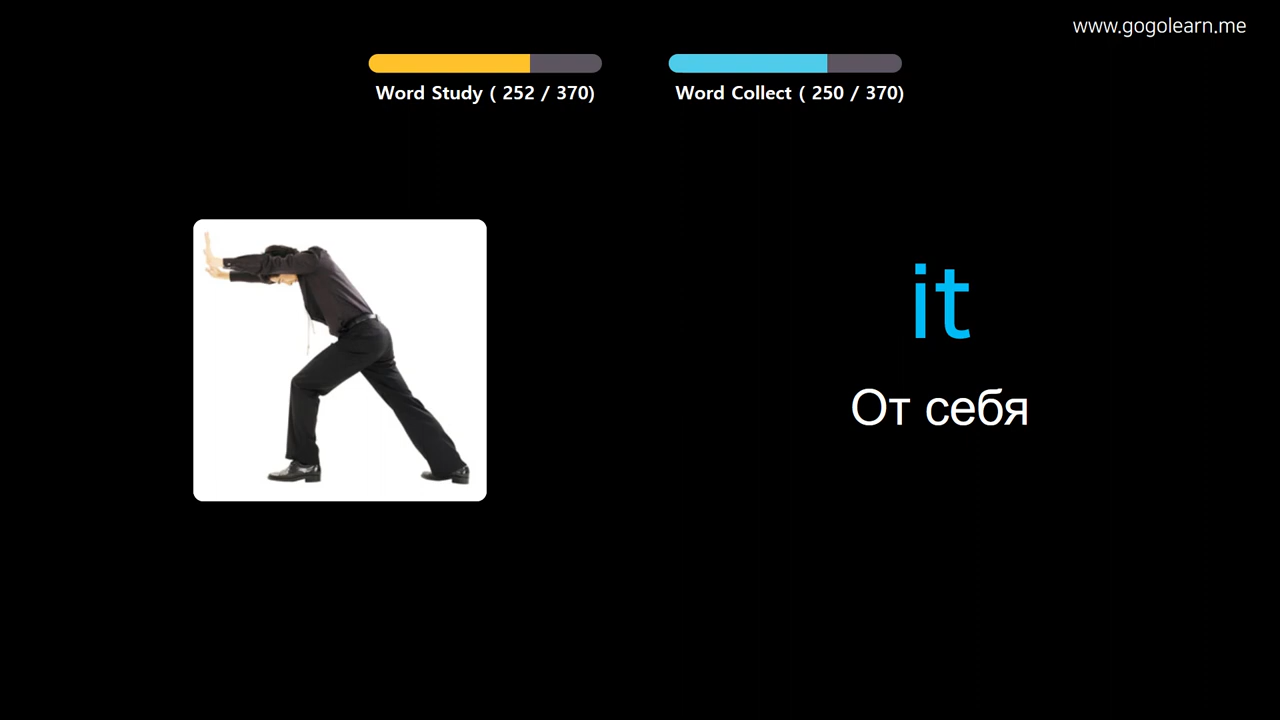 www.gogolearn.me
Word Study ( 252 / 370)
Word Collect ( 250 / 370)
it
От себя